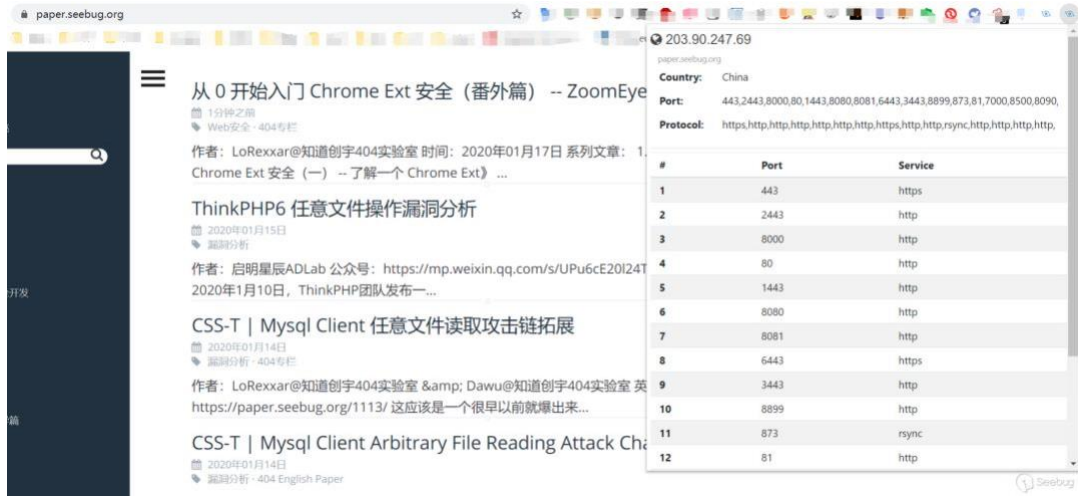 paper.seebug.org
从 0 开始入门 Chrome Ext 安全（番外篇） -- ZoomEye
1分钟之前
Web安全 · 404专栏
作者：LoRexxar@知道创宇404实验室 时间：2020年01月17日 系列文章： 1.
Chrome Ext 安全（一） -- 了解一个 Chrome Ext》 ...
ThinkPHP6 任意文件操作漏洞分析
2020年01月15日
漏洞分析
作者：启明星辰ADLab 公众号：https://mp.weixin.qq.com/s/UPu6cE20l24T
2020年1月10日，ThinkPHP团队发布一...
CSS-T | Mysql Client 任意文件读取攻击链拓展
2020年01月14日
漏洞分析 · 404专栏
作者：LoRexxar@知道创宇404实验室 &amp; Dawu@知道创宇404实验室 英
https://paper.seebug.org/1113/ 这应该是一个很早以前就爆出来...
CSS-T | Mysql Client Arbitrary File Reading Attack Cha
2020年01月14日
漏洞分析 · 404 English Paper
开发
篇
203.90.247.69
paper.seebug.org
Country: China
Port: 443,2443,8000,80,1443,8080,8081,6443,3443,8899,873,81,7000,8500,8090,
Protocol: https,http,http,http,http,http,http,https,http,http,rsync,http,http,http,http,
# Port Service
1 443 https
2 2443 http
3 8000 http
4 80 http
5 1443 http
6 8080 http
7 8081 http
8 6443 https
9 3443 http
10 8899 http
11 873 rsync
12 81 http
Seebug